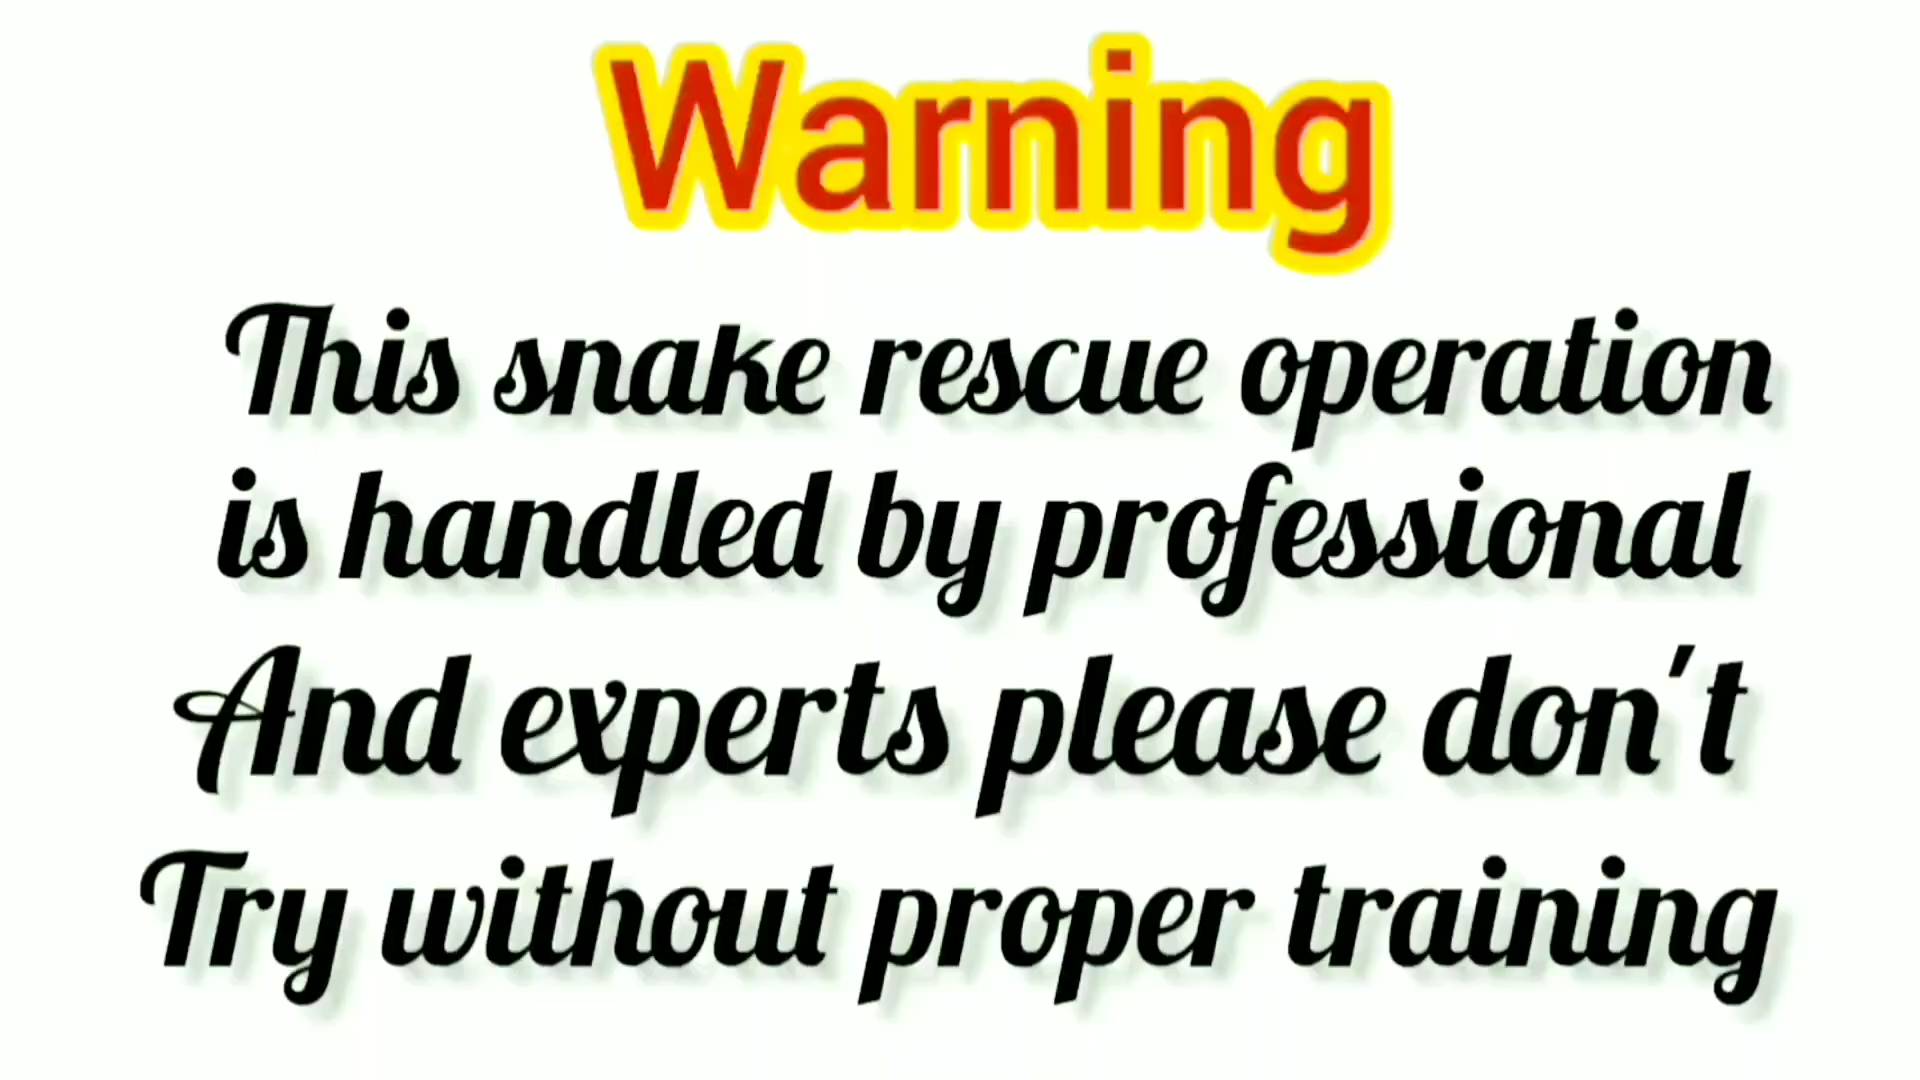 Warning
This snake rescue operation
is handled by professional
And experts please don't
Try without proper training